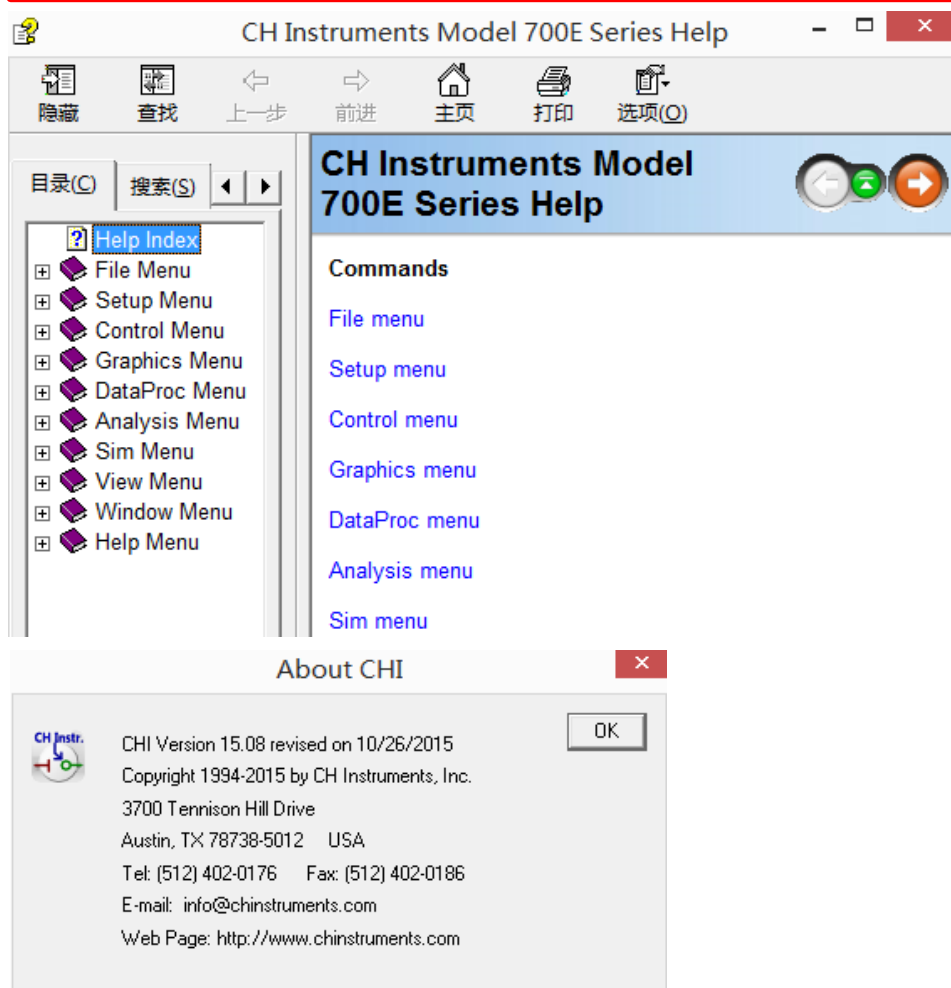 CH Instruments Model 700E Series Help
隐藏 查找 上一步 前进 主页 打印 选项(O)
目录(C) 搜索(S)
Help Index
File Menu
Setup Menu
Control Menu
Graphics Menu
DataProc Menu
Analysis Menu
Sim Menu
View Menu
Window Menu
Help Menu
CH Instruments Model
700E Series Help
Commands
File menu
Setup menu
Control menu
Graphics menu
DataProc menu
Analysis menu
Sim menu
About CHI
CH Instr.
OK
CHI Version 15.08 revised on 10/26/2015
Copyright 1994-2015 by CH Instruments, Inc.
3700 Tennison Hill Drive
Austin, TX 78738-5012 USA
Tel: (512) 402-0176 Fax: (512) 402-0186
E-mail: info@chinstruments.com
Web Page: http://www.chinstruments.com